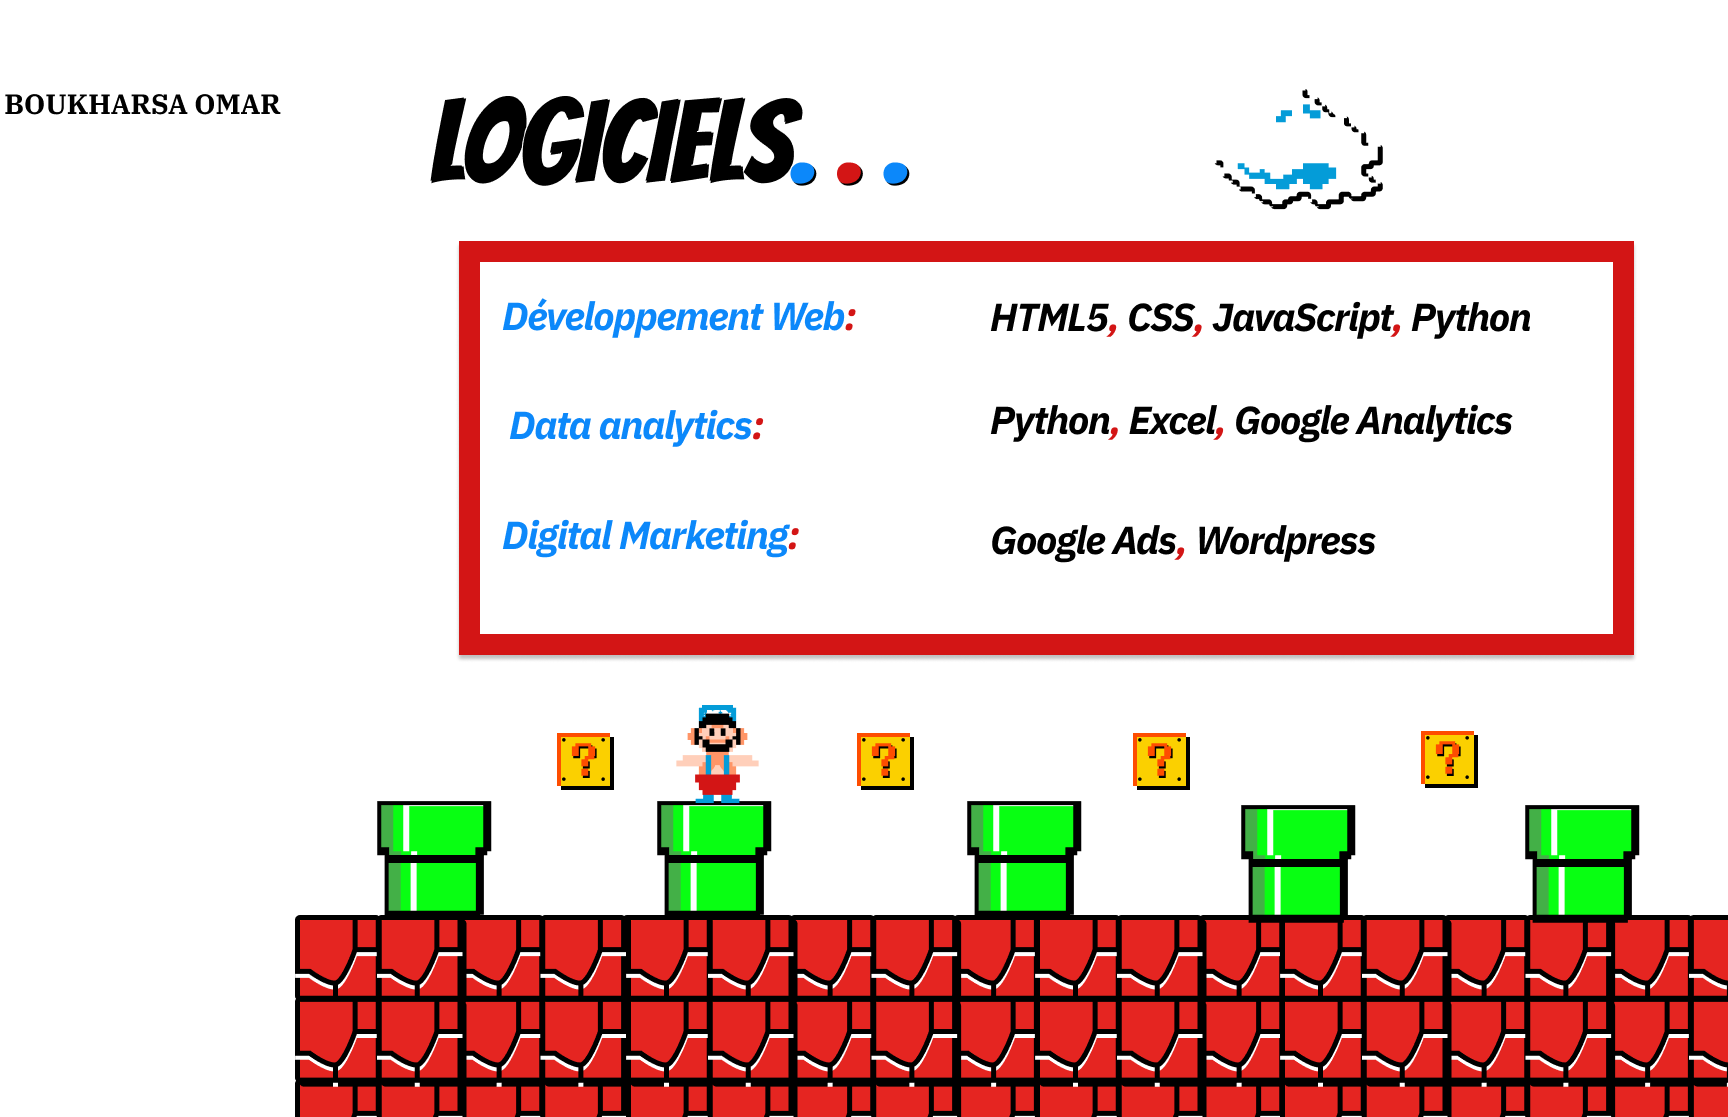 BOUKHARSA OMAR
LOGICIELS...
Développement Web: HTML5, CSS, JavaScript, Python
Data analytics: Python, Excel, Google Analytics
Digital Marketing: Google Ads, Wordpress
? ? ? ?